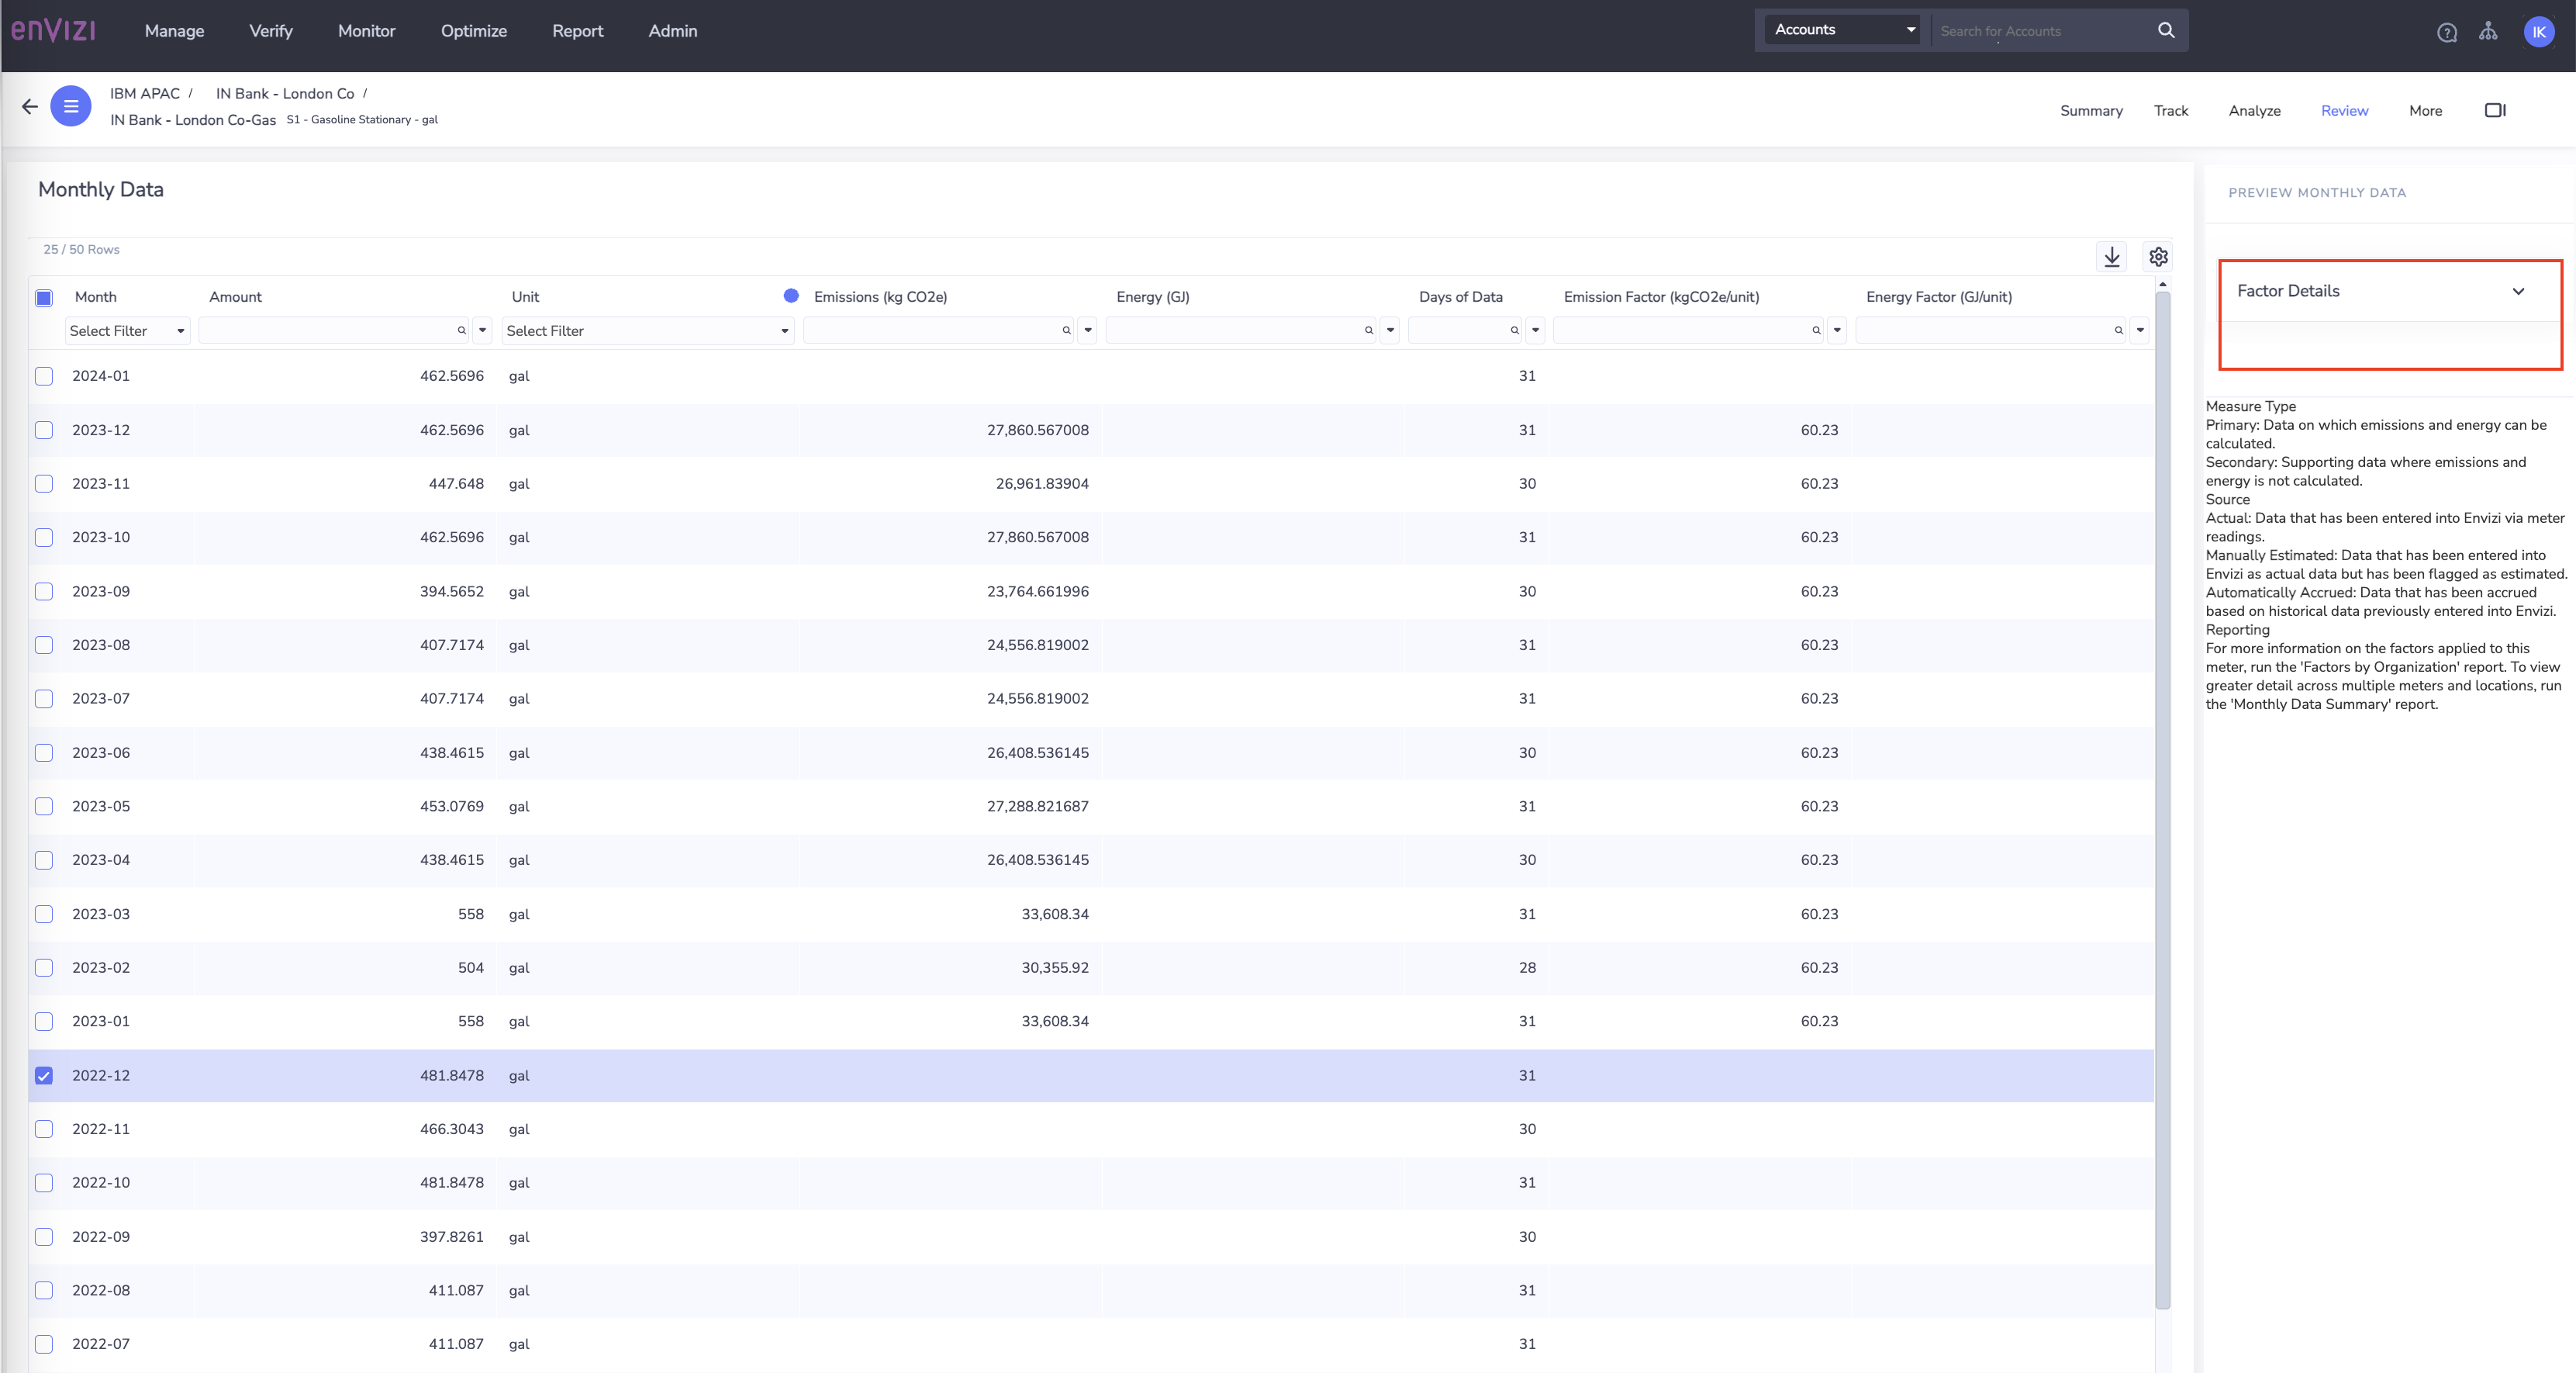 enVizi Manage Verify Monitor Optimize Report Admin Accounts Search for Accounts IK
IBM APAC / IN Bank - London Co /
IN Bank - London Co-Gas S1 - Gasoline Stationary - gal
Summary Track Analyze Review More
Monthly Data
25 / 50 Rows
Month Amount Unit Emissions (kg CO2e) Energy (GJ) Days of Data Emission Factor (kgCO2e/unit) Energy Factor (GJ/unit)
Select Filter Select Filter
2024-01 462.5696 gal 31
2023-12 462.5696 gal 27,860.567008 31 60.23
2023-11 447.648 gal 26,961.83904 30 60.23
2023-10 462.5696 gal 27,860.567008 31 60.23
2023-09 394.5652 gal 23,764.661996 30 60.23
2023-08 407.7174 gal 24,556.819002 31 60.23
2023-07 407.7174 gal 24,556.819002 31 60.23
2023-06 438.4615 gal 26,408.536145 30 60.23
2023-05 453.0769 gal 27,288.821687 31 60.23
2023-04 438.4615 gal 26,408.536145 30 60.23
2023-03 558 gal 33,608.34 31 60.23
2023-02 504 gal 30,355.92 28 60.23
2023-01 558 gal 33,608.34 31 60.23
2022-12 481.8478 gal 31
2022-11 466.3043 gal 30
2022-10 481.8478 gal 31
2022-09 397.8261 gal 30
2022-08 411.087 gal 31
2022-07 411.087 gal 31
PREVIEW MONTHLY DATA
Factor Details
Measure Type
Primary: Data on which emissions and energy can be
calculated.
Secondary: Supporting data where emissions and
energy is not calculated.
Source
Actual: Data that has been entered into Envizi via meter
readings.
Manually Estimated: Data that has been entered into
Envizi as actual data but has been flagged as estimated.
Automatically Accrued: Data that has been accrued
based on historical data previously entered into Envizi.
Reporting
For more information on the factors applied to this
meter, run the 'Factors by Organization' report. To view
greater detail across multiple meters and locations, run
the 'Monthly Data Summary' report.